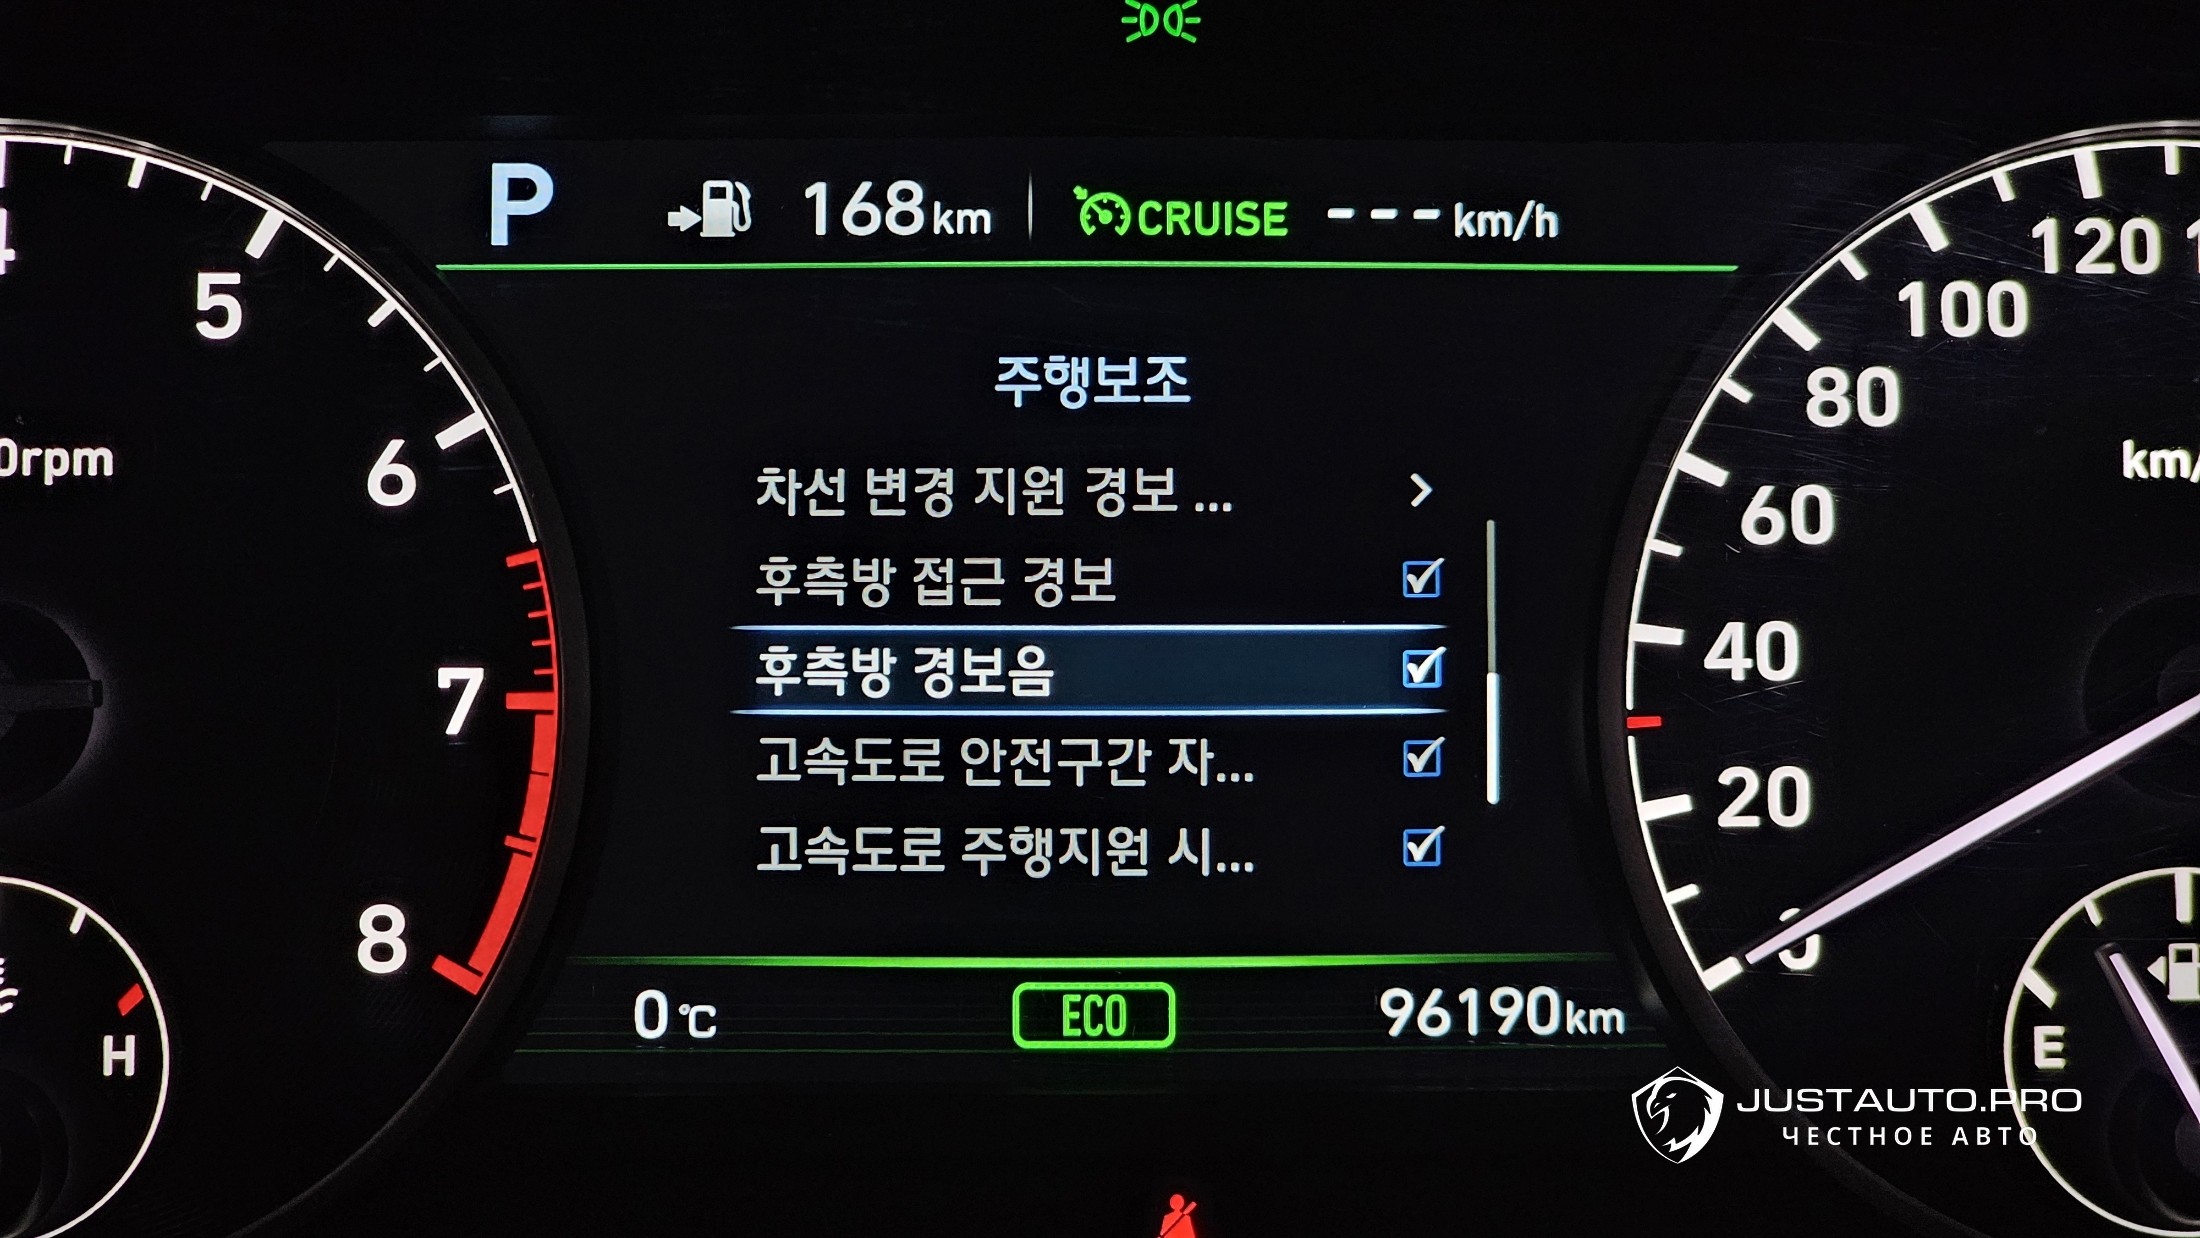 P 168km CRUISE ---km/h
주행보조
차선 변경 지원 경보 ... >
후측방 접근 경보
후측방 경보음
고속도로 안전구간 자...
고속도로 주행지원 시...
0℃ ECO 96190km
5
6
7
8
0rpm
H
120
100
80
60
40
20
0
km/
E
JUSTAUTO.PRO
ЧЕСТНОЕ АВТО